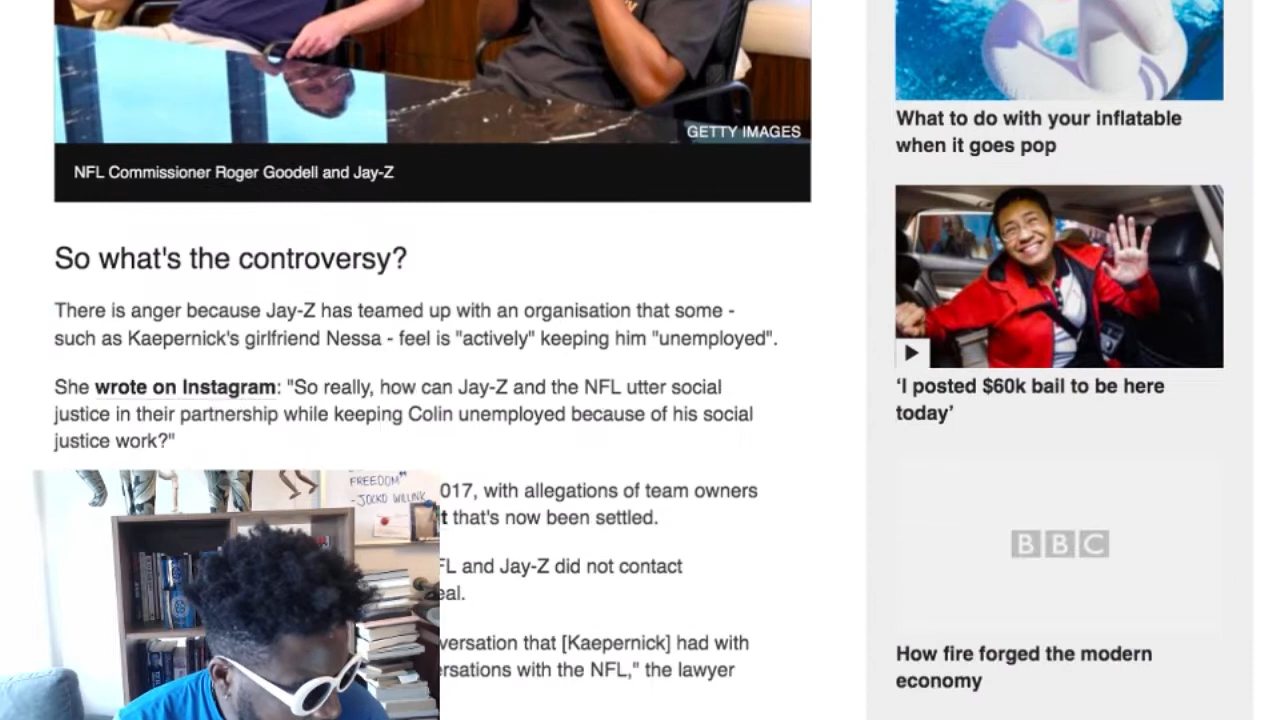 GETTY IMAGES
NFL Commissioner Roger Goodell and Jay-Z
So what's the controversy?
There is anger because Jay-Z has teamed up with an organisation that some -
such as Kaepernick's girlfriend Nessa - feel is "actively" keeping him "unemployed".
She wrote on Instagram: "So really, how can Jay-Z and the NFL utter social
justice in their partnership while keeping Colin unemployed because of his social
justice work?"
017, with allegations of team owners
t that's now been settled.
FL and Jay-Z did not contact
eal.
versation that [Kaepernick] had with
ersations with the NFL," the lawyer
FREEDOM"
-JOCKO WILLINK
What to do with your inflatable
when it goes pop
‘I posted $60k bail to be here
today’
BBC
How fire forged the modern
economy